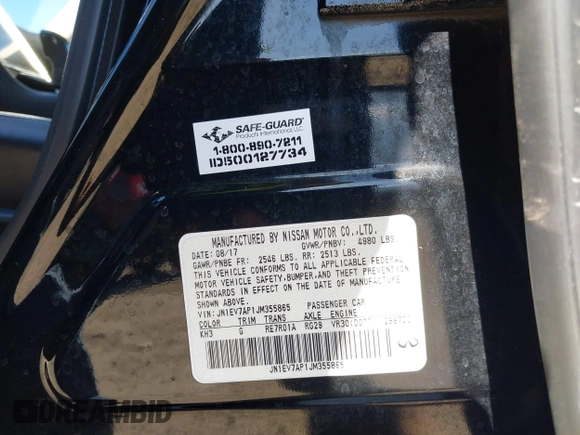 SAFE-GUARD
Products International, LLC
1-800-890-7211
ID500127734
MANUFACTURED BY NISSAN MOTOR CO.,LTD.
DATE: 08/17 GVWR/PNBV: 4980 LBS
GAWR/PNBE FR: 2546 LBS. RR: 2513 LBS.
THIS VEHICLE CONFORMS TO ALL APPLICABLE FEDERAL
MOTOR VEHICLE SAFETY, BUMPER, AND THEFT PREVENTION
STANDARDS IN EFFECT ON THE DATE OF MANUFACTURE
SHOWN ABOVE.
VIN: JN1EV7AP1JM355865 PASSENGER CAR
COLOR TRIM TRANS AXLE ENGINE
KH3 G RE7R01A RG29
JN1EV7AP1JM355865
DREAMBID